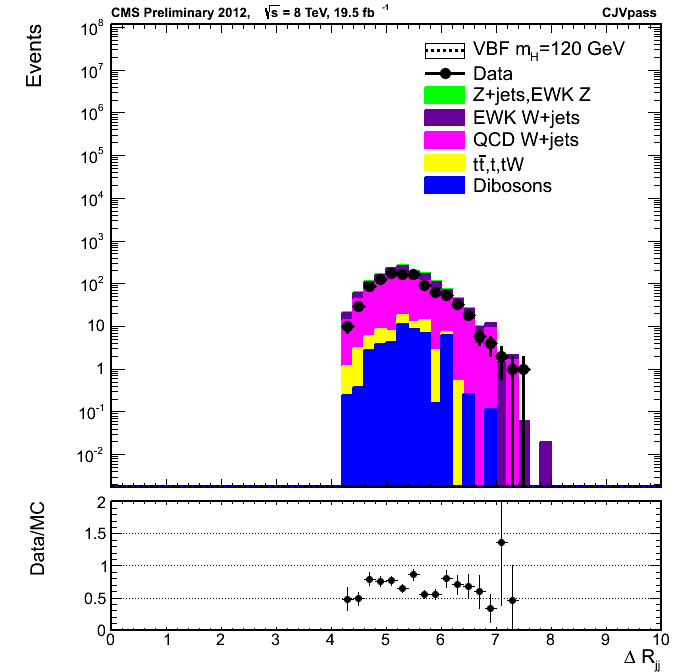 CMS Preliminary 2012, √s = 8 TeV, 19.5 fb⁻¹ CJVpass
Events
10⁸
10⁷
10⁶
10⁵
10⁴
10³
10²
10
1
10⁻¹
10⁻²
VBF m_H=120 GeV
Data
Z+jets,EWK Z
EWK W+jets
QCD W+jets
tt̄,t,tW
Dibosons
Data/MC
2
1.5
1
0.5
0
0 1 2 3 4 5 6 7 8 9 10
Δ R_jj